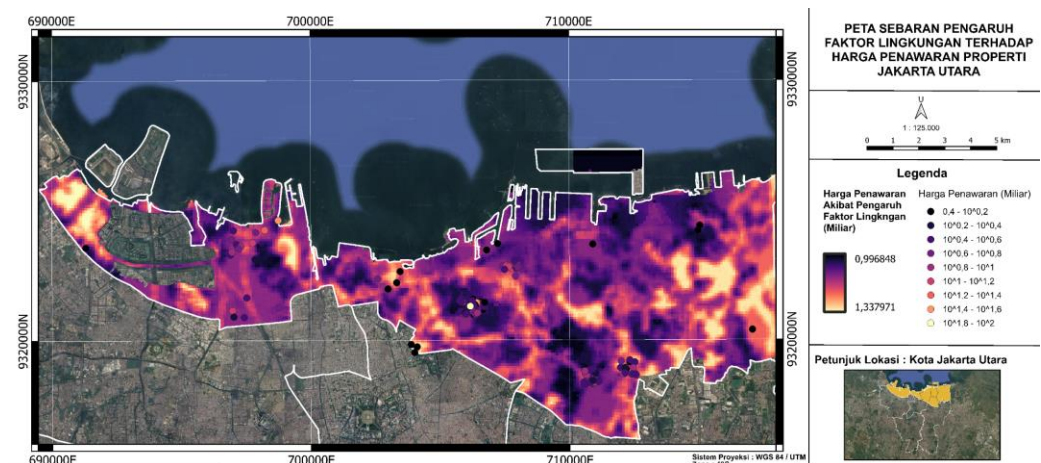 690000E
700000E
710000E
9330000N
9320000N
9330000N
9320000N
690000E
700000E
710000E
Sistem Proyeksi : WGS 84 / UTM
PETA SEBARAN PENGARUH
FAKTOR LINGKUNGAN TERHADAP
HARGA PENAWARAN PROPERTI
JAKARTA UTARA
U
1 : 125.000
0 1 2 3 4 5 km
Legenda
Harga Penawaran
Akibat Pengaruh
Faktor Lingkngan
(Miliar)
0,996848
1,337971
Harga Penawaran (Miliar)
0,4 - 10^0,2
10^0,2 - 10^0,4
10^0,4 - 10^0,6
10^0,6 - 10^0,8
10^0,8 - 10^1
10^1 - 10^1,2
10^1,2 - 10^1,4
10^1,4 - 10^1,6
10^1,8 - 10^2
Petunjuk Lokasi : Kota Jakarta Utara